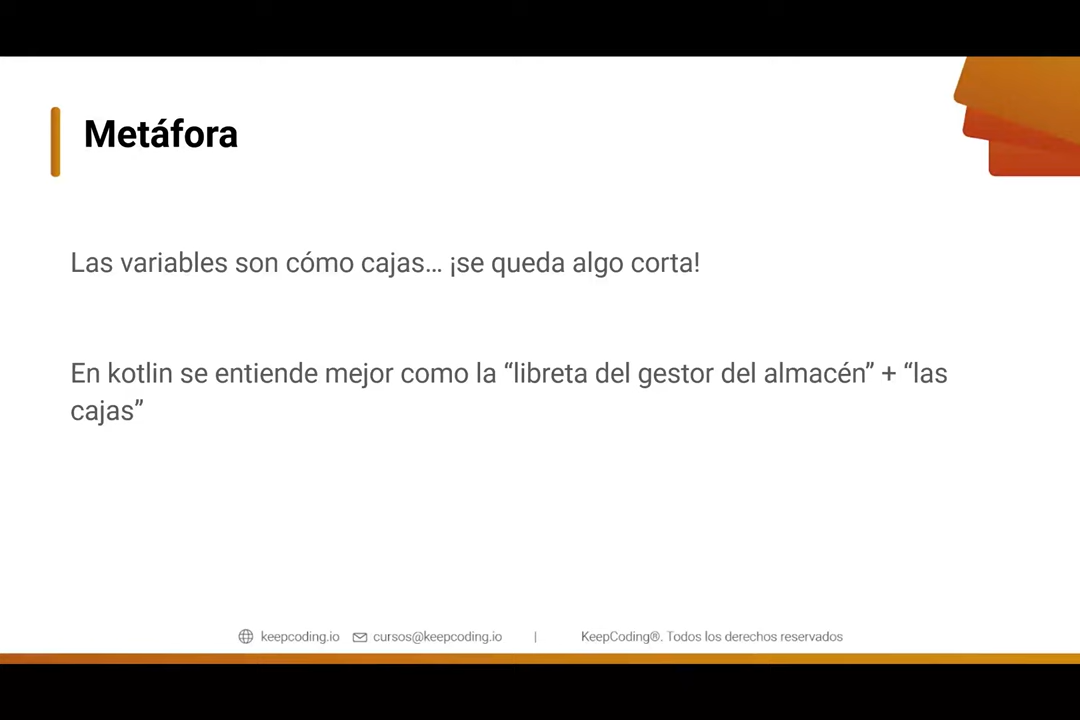 Metáfora
Las variables son cómo cajas… ¡se queda algo corta!
En kotlin se entiende mejor como la “libreta del gestor del almacén” + “las
cajas”
keepcoding.io cursos@keepcoding.io | KeepCoding®. Todos los derechos reservados